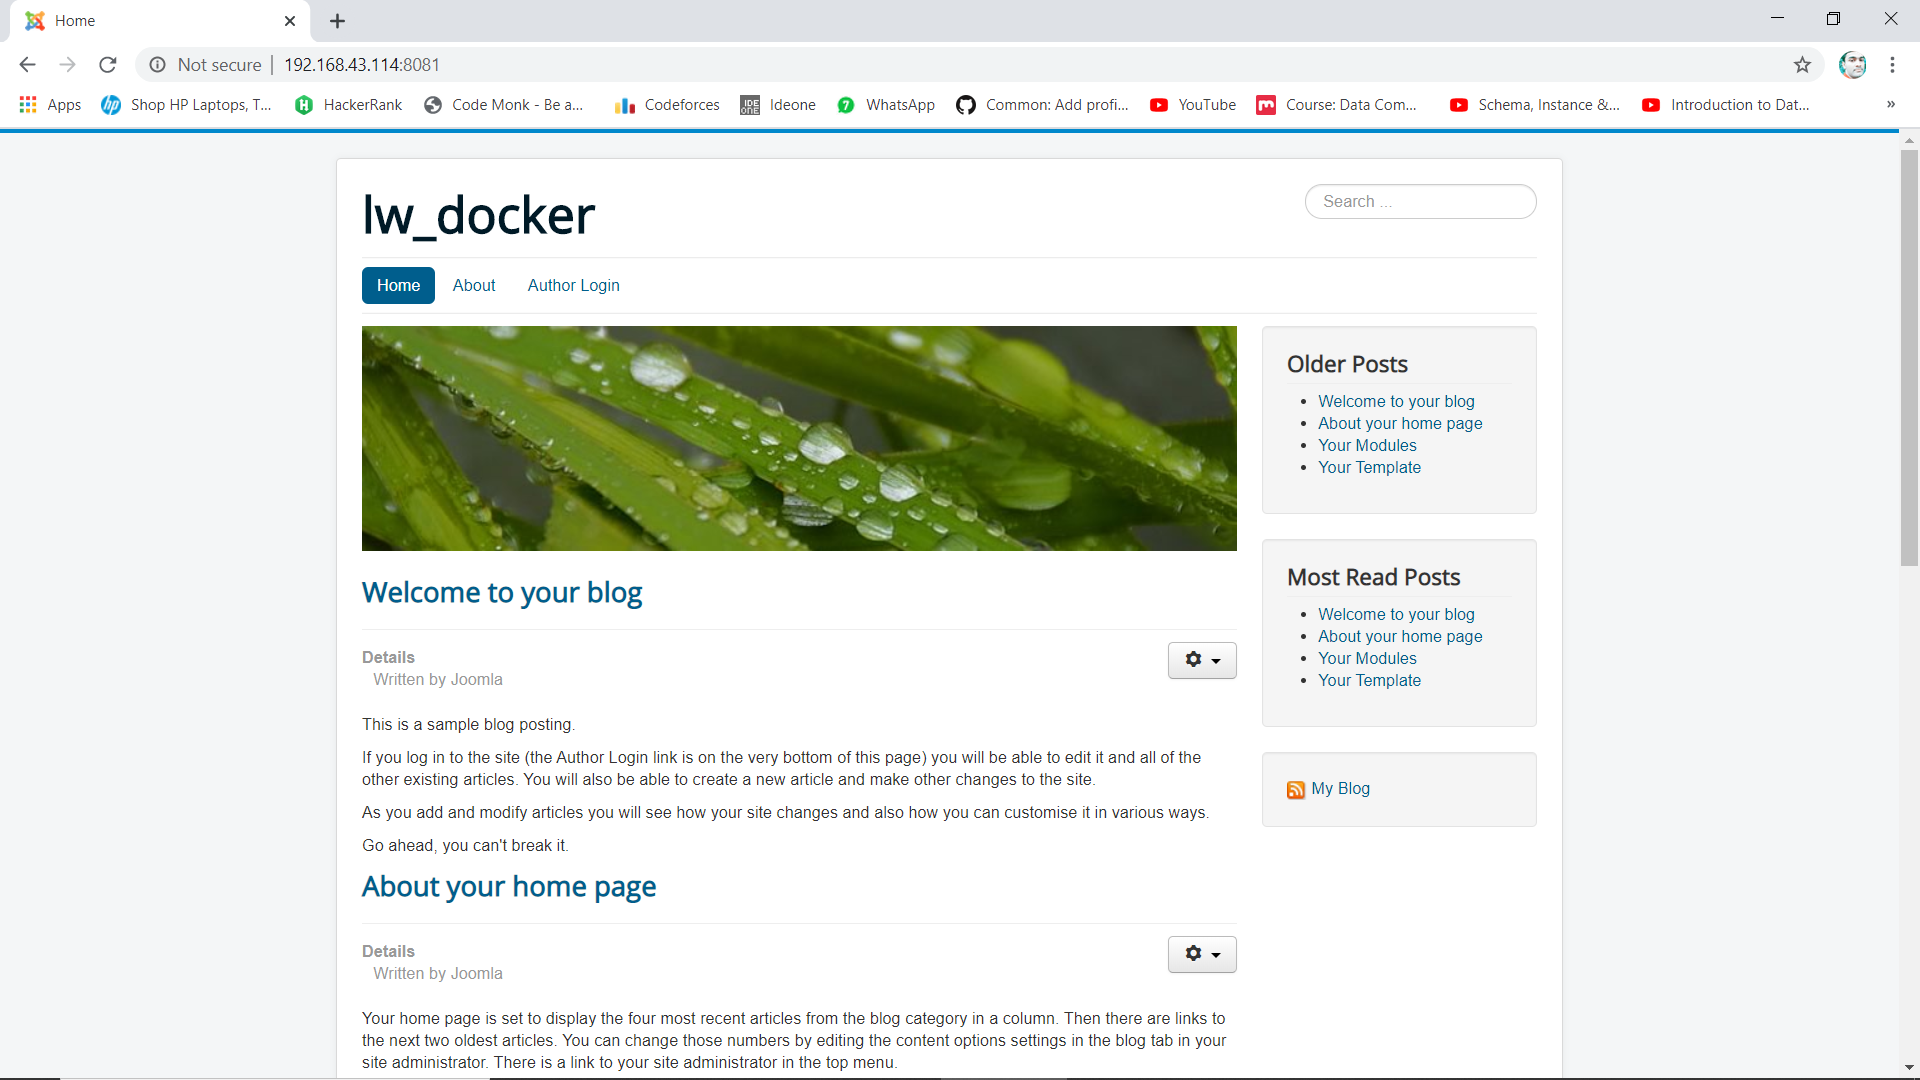 Home
Not secure | 192.168.43.114:8081
Apps
Shop HP Laptops, T...
HackerRank
Code Monk - Be a...
Codeforces
IDE ONE
Ideone
7
WhatsApp
Common: Add profi...
YouTube
m
Course: Data Com...
Schema, Instance &...
Introduction to Dat...
»
lw_docker
Search ...
Home
About
Author Login
Older Posts
Welcome to your blog
About your home page
Your Modules
Your Template
Welcome to your blog
Details
Written by Joomla
This is a sample blog posting.
If you log in to the site (the Author Login link is on the very bottom of this page) you will be able to edit it and all of the
other existing articles. You will also be able to create a new article and make other changes to the site.
As you add and modify articles you will see how your site changes and also how you can customise it in various ways.
Go ahead, you can't break it.
About your home page
Details
Written by Joomla
Your home page is set to display the four most recent articles from the blog category in a column. Then there are links to
the next two oldest articles. You can change those numbers by editing the content options settings in the blog tab in your
site administrator. There is a link to your site administrator in the top menu.
Most Read Posts
Welcome to your blog
About your home page
Your Modules
Your Template
My Blog